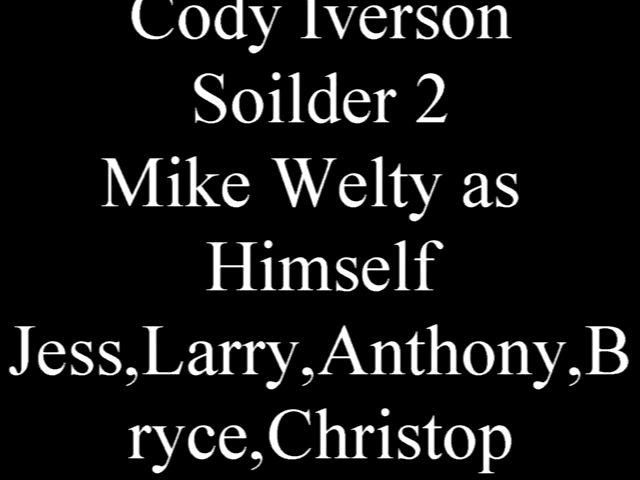 Cody Iverson
Soilder 2
Mike Welty as
Himself
Jess,Larry,Anthony,B
ryce,Christop